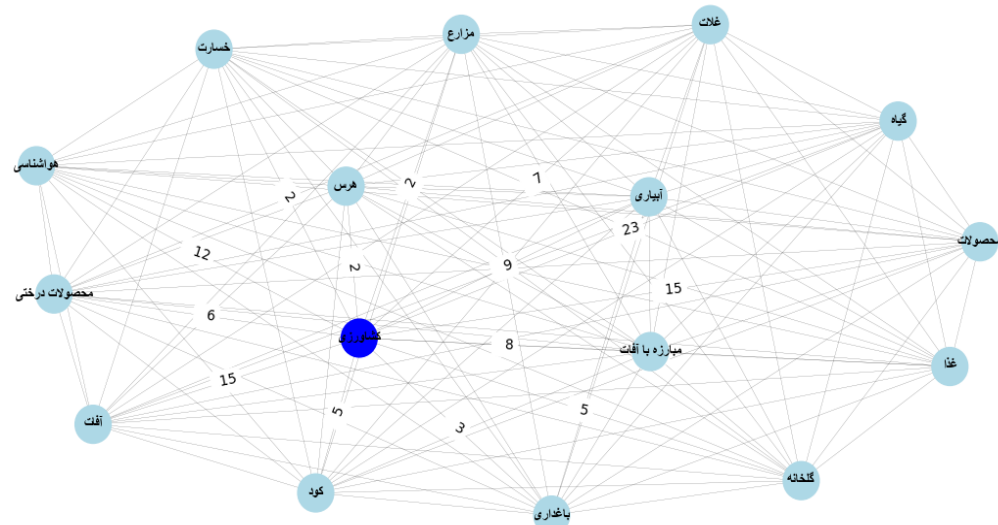 غلات
مزارع
خسارت
گیاه
هواشناسی
هرس
آبیاری
محصولات
محصولات درختی
کشاورزی
مبارزه با آفات
غذا
آفات
کود
باغداری
گلخانه
2
2
7
12
2
23
9
15
6
8
15
5
3
5